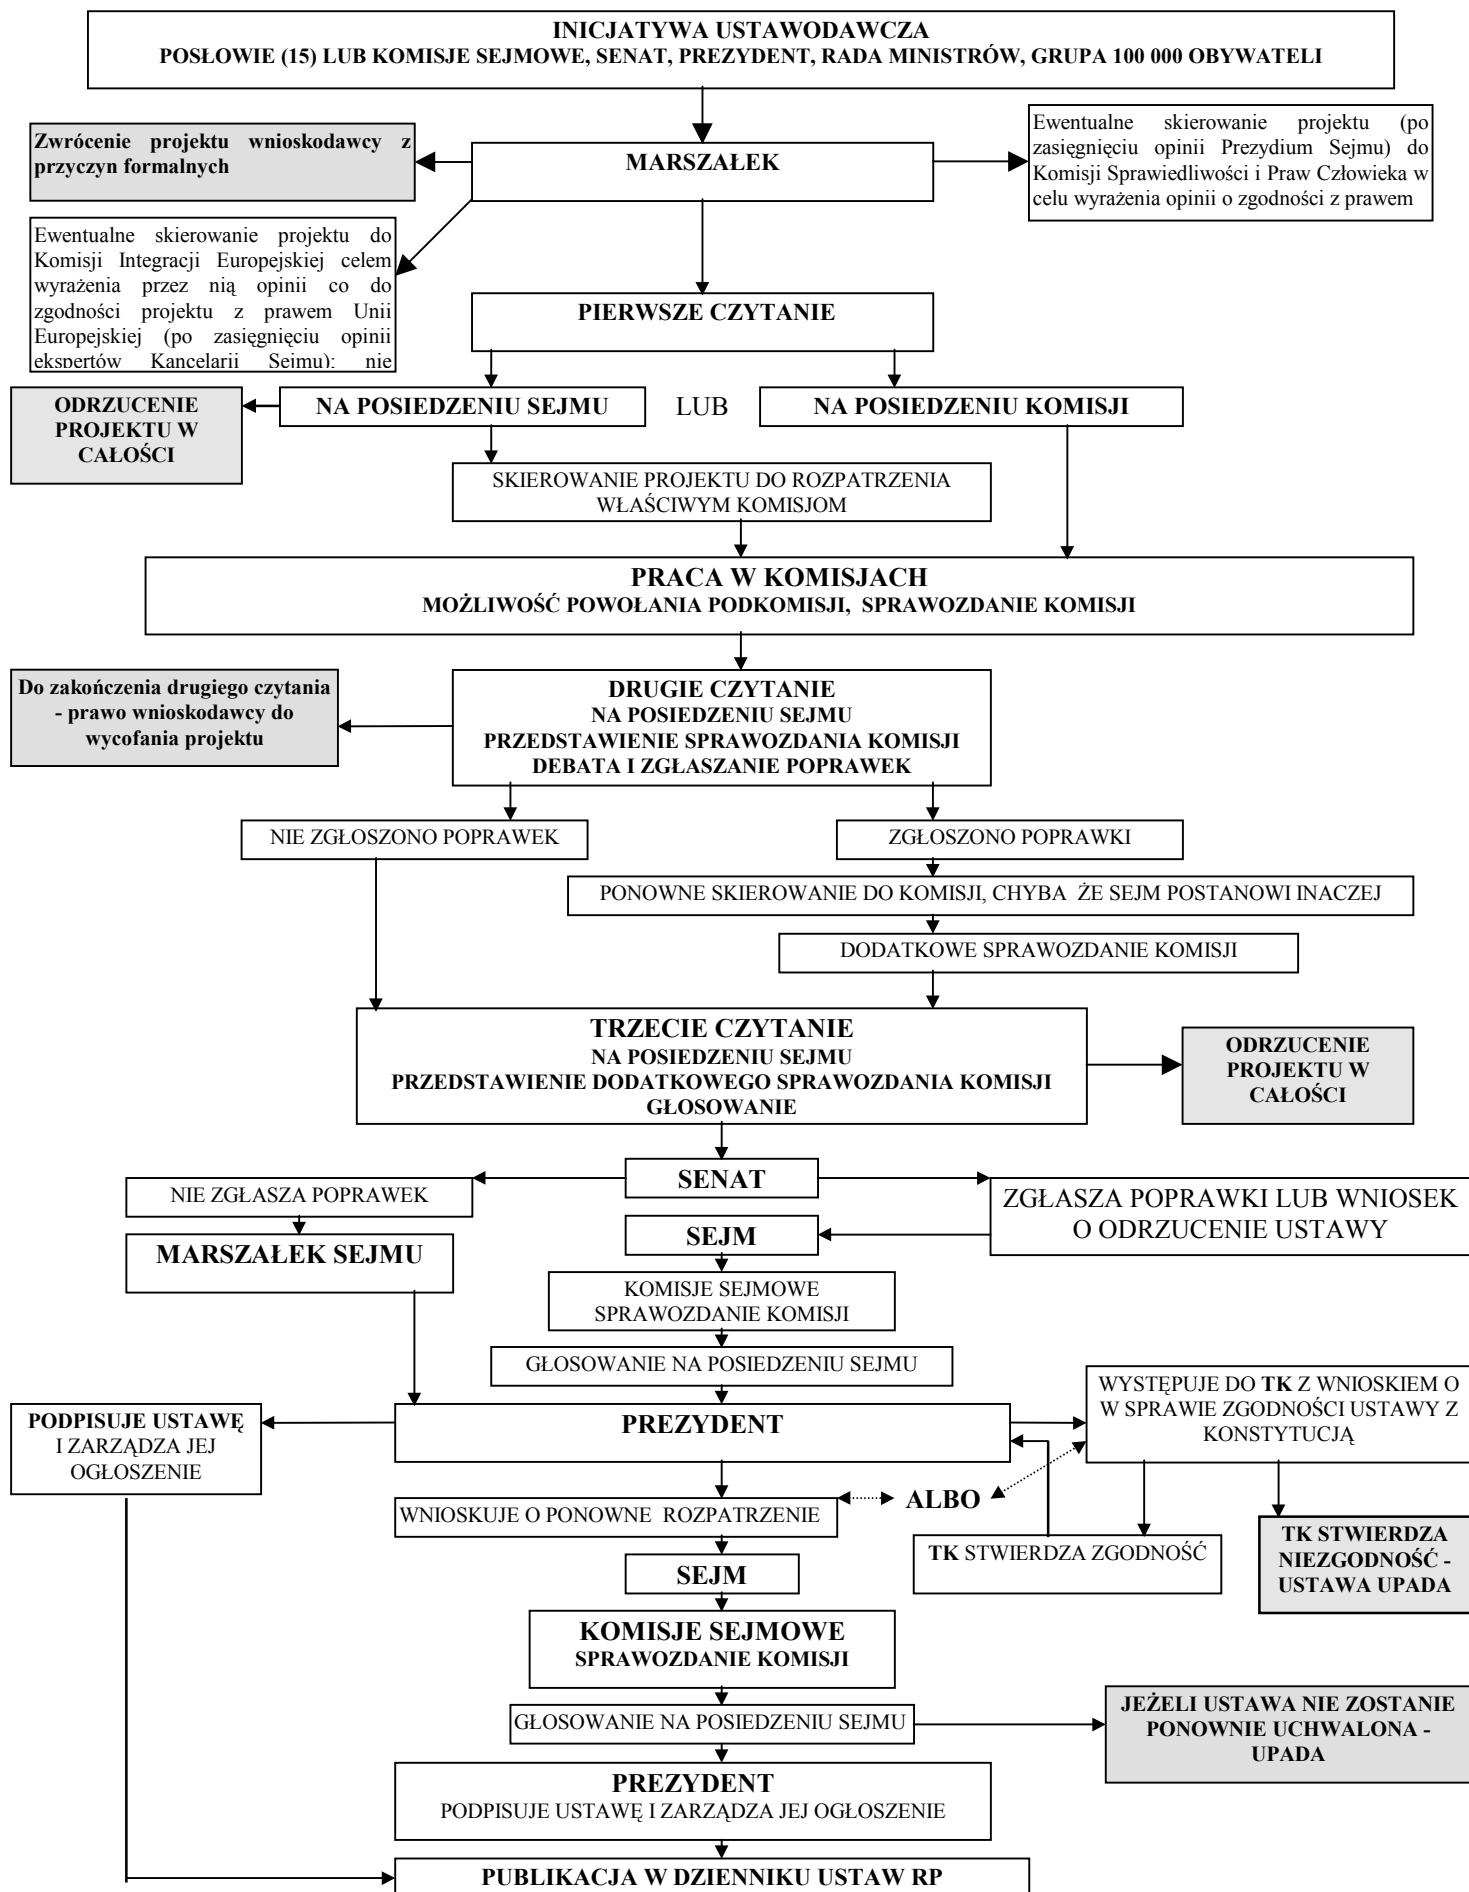 INICJATYWA USTAWODAWCZA
POSŁOWIE (15) LUB KOMISJE SEJMOWE, SENAT, PREZYDENT, RADA MINISTRÓW, GRUPA 100 000 OBYWATELI
Zwrócenie projektu wnioskodawcy z
przyczyn formalnych
MARSZAŁEK
Ewentualne skierowanie projektu (po
zasięgnięciu opinii Prezydium Sejmu) do
Komisji Sprawiedliwości i Praw Człowieka w
celu wyrażenia opinii o zgodności z prawem
Ewentualne skierowanie projektu do
Komisji Integracji Europejskiej celem
wyrażenia przez nią opinii co do
zgodności projektu z prawem Unii
Europejskiej (po zasięgnięciu opinii
ekspertów Kancelarii Sejmu); nie
PIERWSZE CZYTANIE
ODRZUCENIE
PROJEKTU W
CAŁOŚCI
NA POSIEDZENIU SEJMU
LUB
NA POSIEDZENIU KOMISJI
SKIEROWANIE PROJEKTU DO ROZPATRZENIA
WŁAŚCIWYM KOMISJOM
PRACA W KOMISJACH
MOŻLIWOŚĆ POWOŁANIA PODKOMISJI, SPRAWOZDANIE KOMISJI
Do zakończenia drugiego czytania
- prawo wnioskodawcy do
wycofania projektu
DRUGIE CZYTANIE
NA POSIEDZENIU SEJMU
PRZEDSTAWIENIE SPRAWOZDANIA KOMISJI
DEBATA I ZGŁASZANIE POPRAWEK
NIE ZGŁOSZONO POPRAWEK
ZGŁOSZONO POPRAWKI
PONOWNE SKIEROWANIE DO KOMISJI, CHYBA ŻE SEJM POSTANOWI INACZEJ
DODATKOWE SPRAWOZDANIE KOMISJI
TRZECIE CZYTANIE
NA POSIEDZENIU SEJMU
PRZEDSTAWIENIE DODATKOWEGO SPRAWOZDANIA KOMISJI
GŁOSOWANIE
ODRZUCENIE
PROJEKTU W
CAŁOŚCI
SENAT
NIE ZGŁASZA POPRAWEK
ZGŁASZA POPRAWKI LUB WNIOSEK
O ODRZUCENIE USTAWY
SEJM
MARSZAŁEK SEJMU
KOMISJE SEJMOWE
SPRAWOZDANIE KOMISJI
GŁOSOWANIE NA POSIEDZENIU SEJMU
WYSTĘPUJE DO TK Z WNIOSKIEM O
W SPRAWIE ZGODNOŚCI USTAWY Z
KONSTYTUCJĄ
PODPISUJE USTAWĘ
I ZARZĄDZA JEJ
OGŁOSZENIE
PREZYDENT
WNIOSKUJE O PONOWNE ROZPATRZENIE
ALBO
TK STWIERDZA ZGODNOŚĆ
TK STWIERDZA
NIEZGODNOŚĆ -
USTAWA UPADA
SEJM
KOMISJE SEJMOWE
SPRAWOZDANIE KOMISJI
GŁOSOWANIE NA POSIEDZENIU SEJMU
JEŻELI USTAWA NIE ZOSTANIE
PONOWNIE UCHWALONA -
UPADA
PREZYDENT
PODPISUJE USTAWĘ I ZARZĄDZA JEJ OGŁOSZENIE
PUBLIKACJA W DZIENNIKU USTAW RP